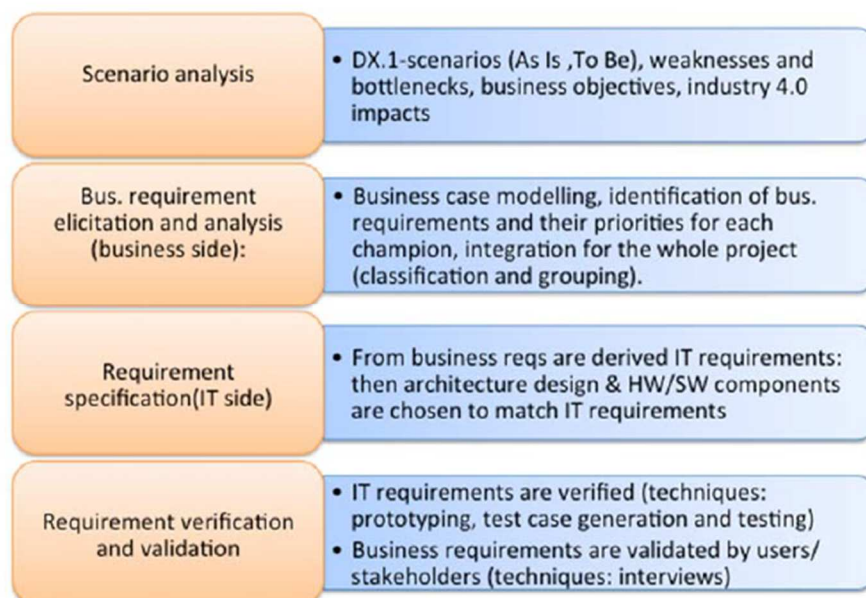 Scenario analysis
• DX.1-scenarios (As Is ,To Be), weaknesses and
bottlenecks, business objectives, industry 4.0
impacts
Bus. requirement
elicitation and analysis
(business side):
• Business case modelling, identification of bus.
requirements and their priorities for each
champion, integration for the whole project
(classification and grouping).
Requirement
specification(IT side)
• From business reqs are derived IT requirements:
then architecture design & HW/SW components
are chosen to match IT requirements
Requirement verification
and validation
• IT requirements are verified (techniques:
prototyping, test case generation and testing)
• Business requirements are validated by users/
stakeholders (techniques: interviews)